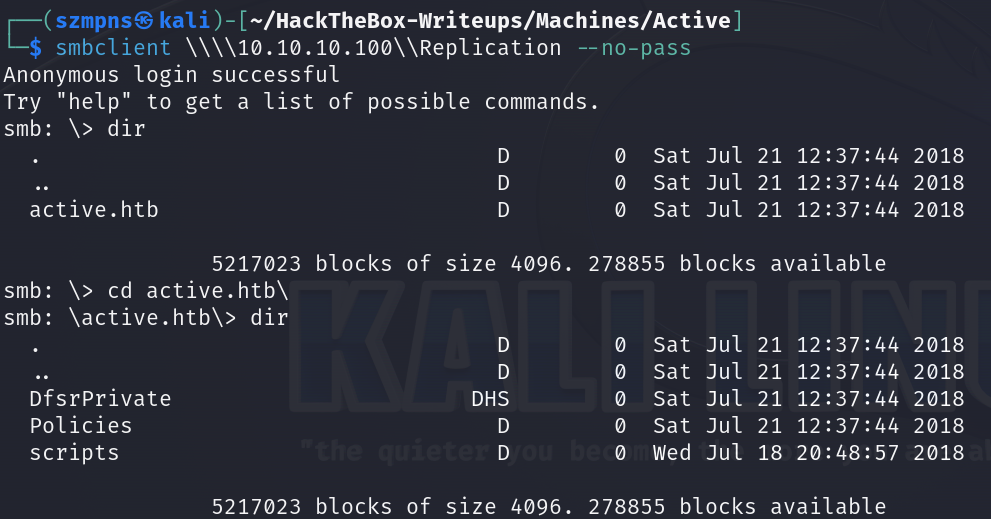 ┌──(szmpns㉿kali)-[~/HackTheBox-Writeups/Machines/Active]
└─$ smbclient \\\\10.10.10.100\\Replication --no-pass
Anonymous login successful
Try "help" to get a list of possible commands.
smb: \> dir
  .                                   D        0  Sat Jul 21 12:37:44 2018
  ..                                  D        0  Sat Jul 21 12:37:44 2018
  active.htb                          D        0  Sat Jul 21 12:37:44 2018

                5217023 blocks of size 4096. 278855 blocks available
smb: \> cd active.htb\
smb: \active.htb\> dir
  .                                   D        0  Sat Jul 21 12:37:44 2018
  ..                                  D        0  Sat Jul 21 12:37:44 2018
  DfsrPrivate                       DHS        0  Sat Jul 21 12:37:44 2018
  Policies                            D        0  Sat Jul 21 12:37:44 2018
  scripts                             D        0  Wed Jul 18 20:48:57 2018

                5217023 blocks of size 4096. 278855 blocks available
KALI
"the quieter you become, the